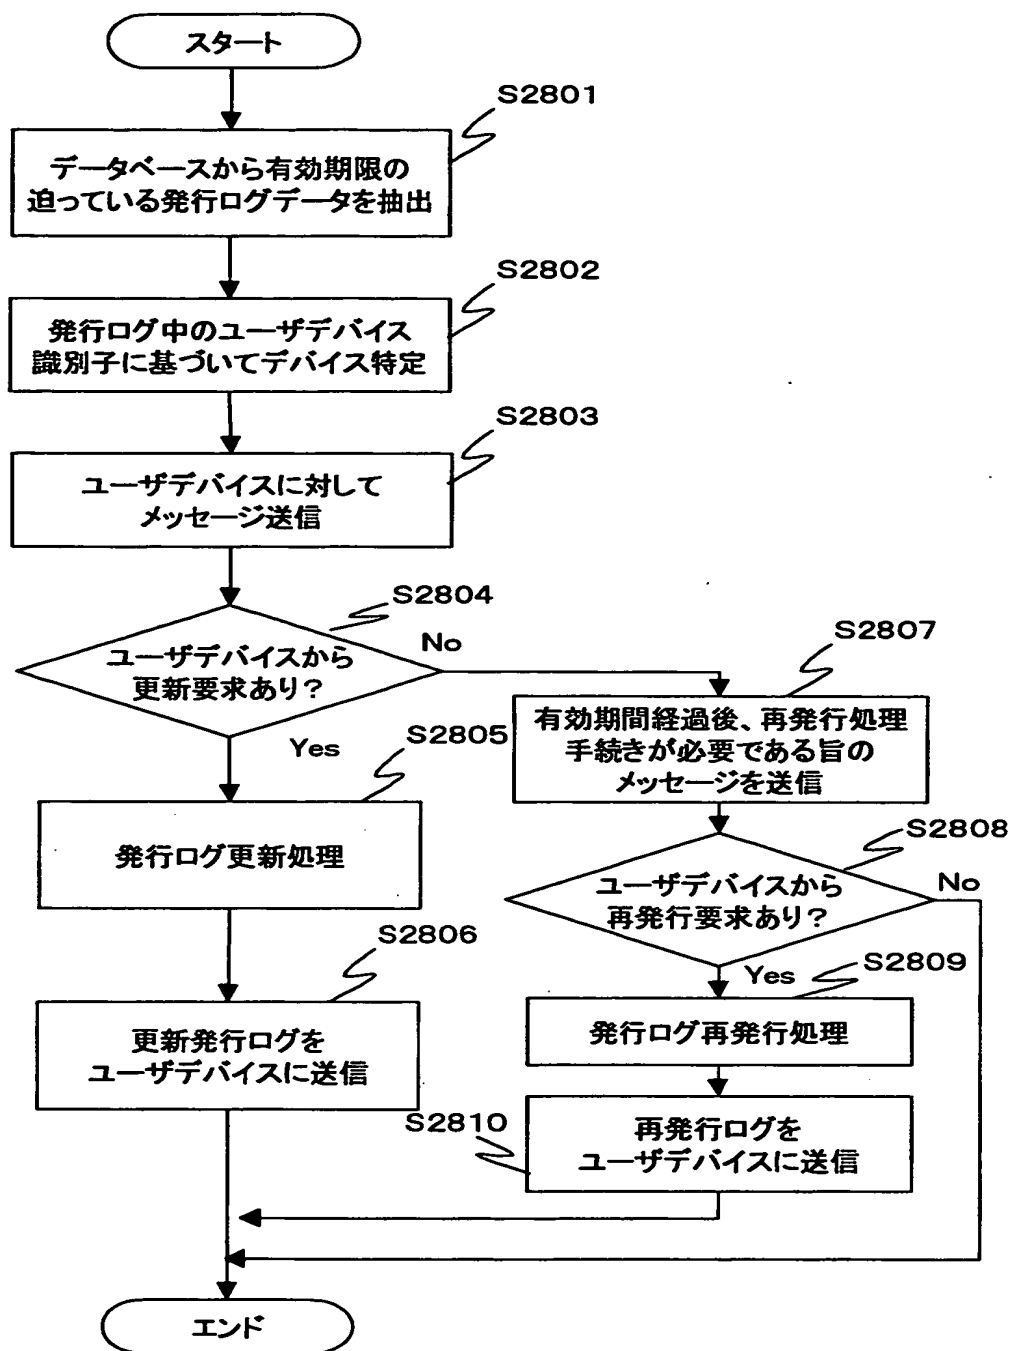 スタート
S2801
データベースから有効期限の
迫っている発行ログデータを抽出
S2802
発行ログ中のユーザデバイス
識別子に基づいてデバイス特定
S2803
ユーザデバイスに対して
メッセージ送信
S2804
ユーザデバイスから
更新要求あり?
No
Yes
S2805
発行ログ更新処理
S2806
更新発行ログを
ユーザデバイスに送信
S2807
有効期間経過後、再発行処理
手続きが必要である旨の
メッセージを送信
S2808
ユーザデバイスから
再発行要求あり?
No
Yes
S2809
発行ログ再発行処理
S2810
再発行ログを
ユーザデバイスに送信
エンド